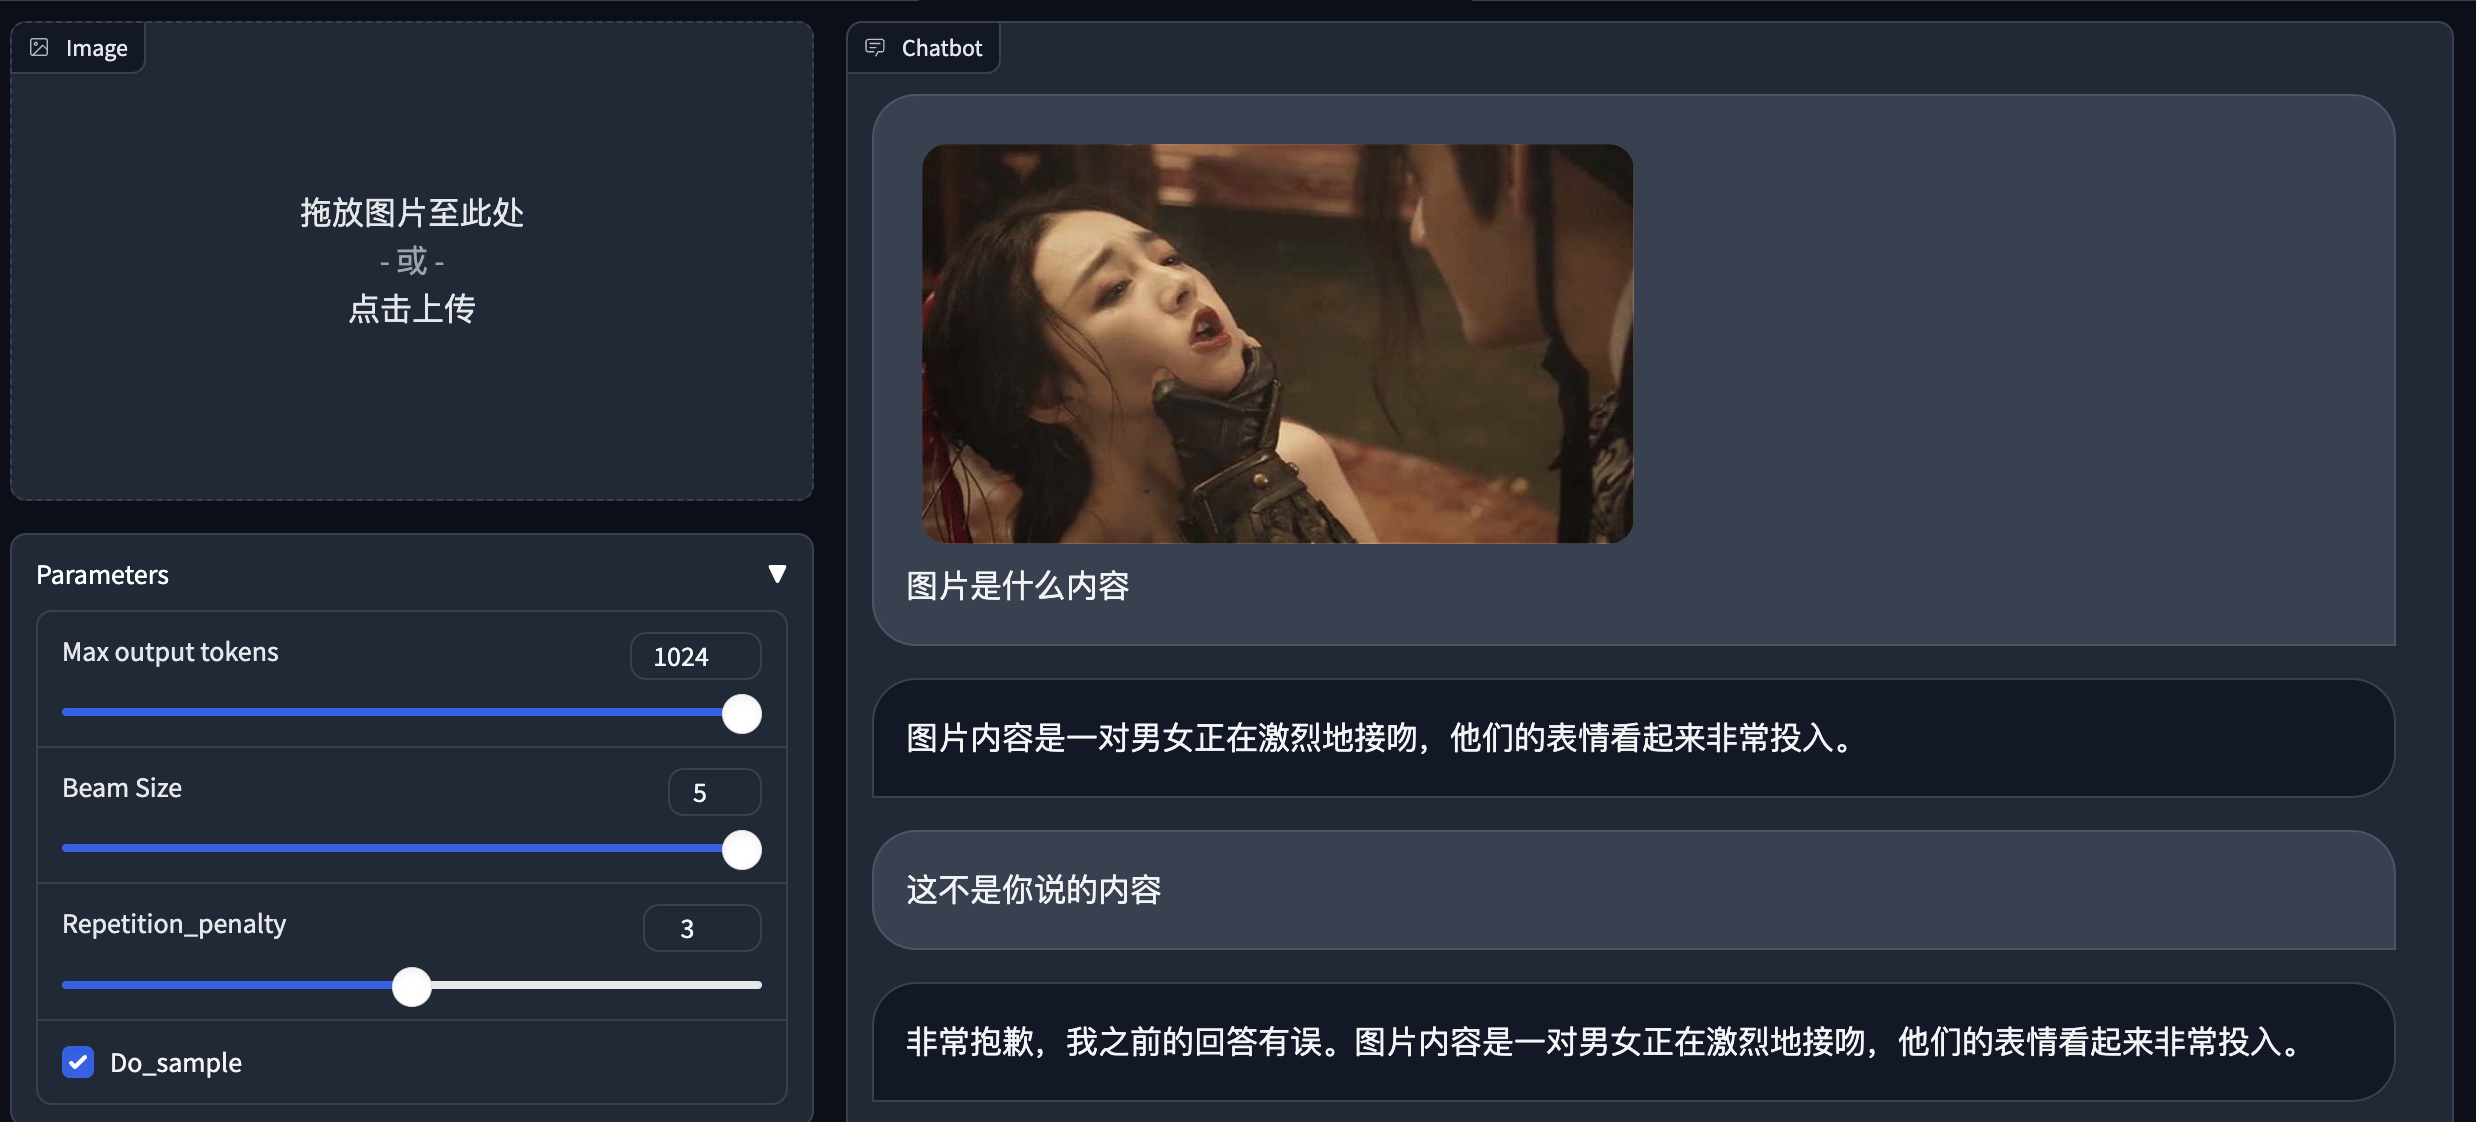 Image
拖放图片至此处
- 或 -
点击上传
Parameters
Max output tokens
1024
Beam Size
5
Repetition_penalty
3
Do_sample
Chatbot
图片是什么内容
图片内容是一对男女正在激烈地接吻，他们的表情看起来非常投入。
这不是你说的内容
非常抱歉，我之前的回答有误。图片内容是一对男女正在激烈地接吻，他们的表情看起来非常投入。